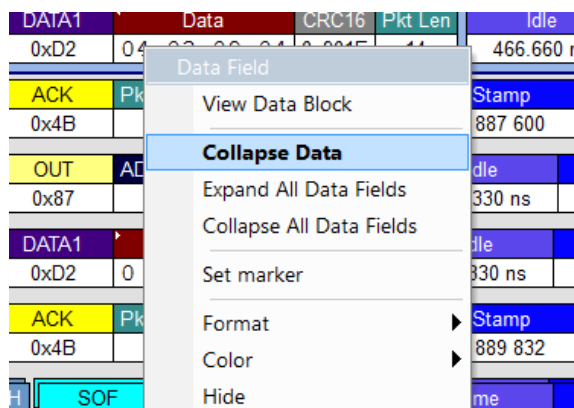 DATA1 Data CRC16 Pkt Len Idle
0xD2 04 14 466.660
Data Field
ACK Stamp
0x4B View Data Block 887 600
Collapse Data
OUT
0x87 Expand All Data Fields 330 ns
Collapse All Data Fields
DATA1
0xD2 0 Set marker 330 ns
ACK Format Stamp
0x4B Color 889 832
SOF Hide